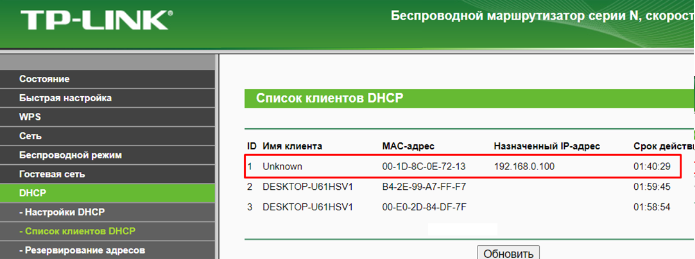 TP-LINK®
Беспроводной маршрутизатор серии N, скорост
Состояние
Быстрая настройка
WPS
Сеть
Беспроводной режим
Гостевая сеть
DHCP
- Настройки DHCP
- Список клиентов DHCP
- Резервирование адресов
Список клиентов DHCP
ID Имя клиента MAC-адрес Назначенный IP-адрес Срок действ
1 Unknown 00-1D-8C-0E-72-13 192.168.0.100 01:40:29
2 DESKTOP-U61HSV1 B4-2E-99-A7-FF-F7 01:59:45
3 DESKTOP-U61HSV1 00-E0-2D-84-DF-7F 01:58:54
Обновить